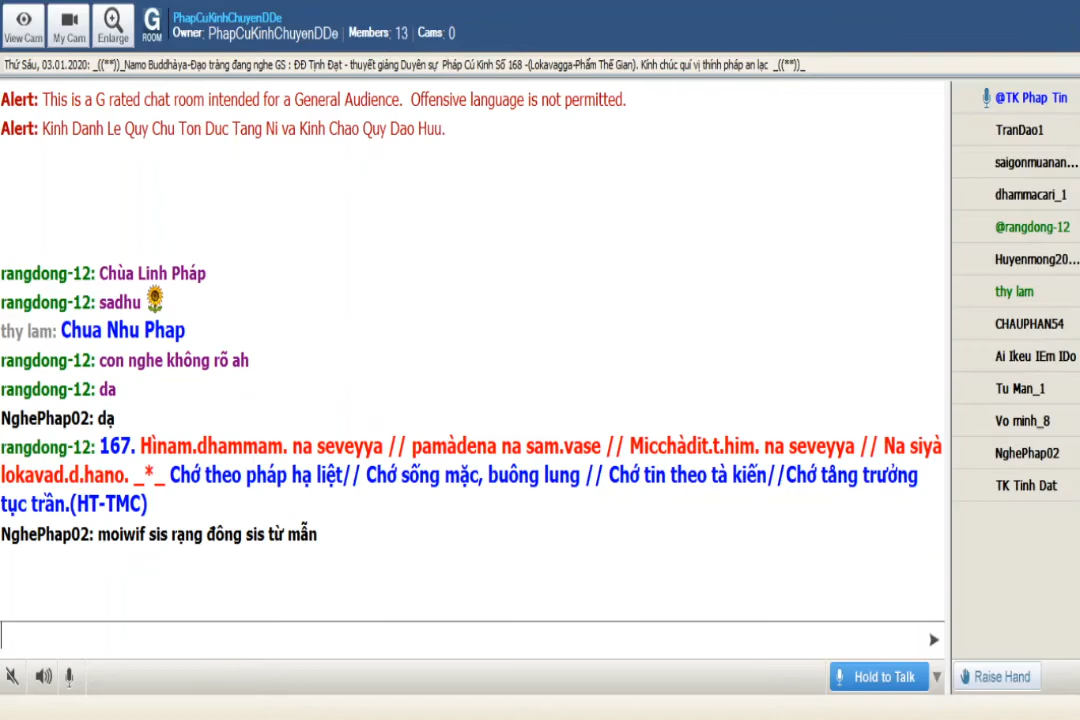 View Cam
My Cam
Enlarge
G
ROOM
PhapCuKinhChuyenDDe
Owner: PhapCuKinhChuyenDDe | Members: 13 | Cams: 0
Thứ Sáu, 03.01.2020: _((**))_Namo Buddhàya-Đạo tràng đang nghe GS : ĐĐ Tịnh Đạt - thuyết giảng Duyên sự Pháp Cú Kinh Số 168 -(Lokavagga-Phẩm Thế Gian). Kính chúc quí vị thính pháp an lạc _((**))_
Alert: This is a G rated chat room intended for a General Audience. Offensive language is not permitted.
Alert: Kinh Danh Le Quy Chu Ton Duc Tang Ni va Kinh Chao Quy Dao Huu.
rangdong-12: Chùa Linh Pháp
rangdong-12: sadhu
thy lam: Chua Nhu Phap
rangdong-12: con nghe không rõ ah
rangdong-12: da
NghePhap02: dạ
rangdong-12: 167. Hìnam.dhammam. na seveyya // pamàdena na sam.vase // Micchàdit.t.him. na seveyya // Na siyà
lokavad.d.hano. _*_ Chớ theo pháp hạ liệt// Chớ sống mặc, buông lung // Chớ tin theo tà kiến//Chớ tăng trưởng
tục trần.(HT-TMC)
NghePhap02: moiwif sis rạng đông sis từ mẫn
Hold to Talk
@TK Phap Tin
TranDao1
saigonmuanan...
dhammacari_1
@rangdong-12
Huyenmong20...
thy lam
CHAUPHAN54
Ai Ikeu IEm IDo
Tu Man_1
Vo minh_8
NghePhap02
TK Tinh Dat
Raise Hand